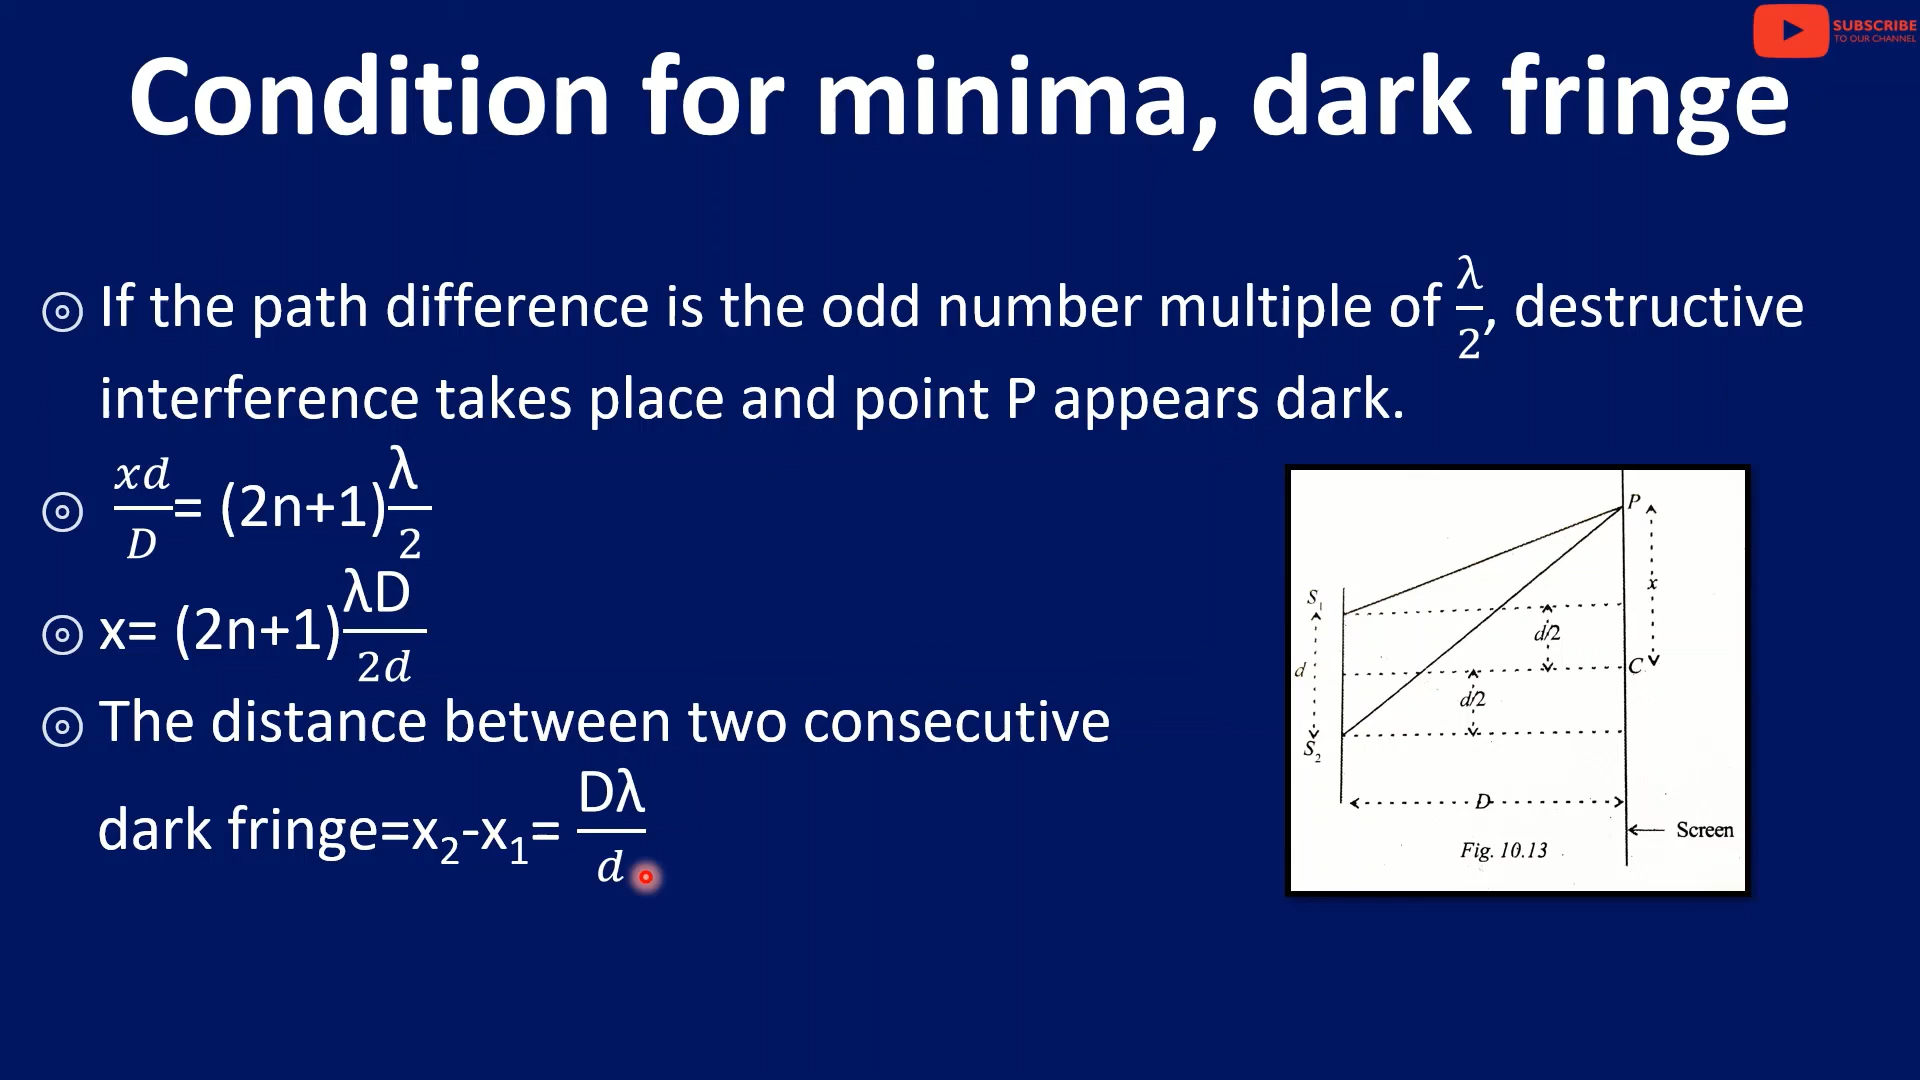 SUBSCRIBE
TO OUR CHANNEL
Condition for minima, dark fringe
If the path difference is the odd number multiple of λ/2, destructive
interference takes place and point P appears dark.
xd/D= (2n+1)λ/2
x= (2n+1)λD/2d
The distance between two consecutive
dark fringe=x₂-x₁= Dλ/d
P
x
S₁
d/2
d
C
d/2
S₂
D
Screen
Fig. 10.13